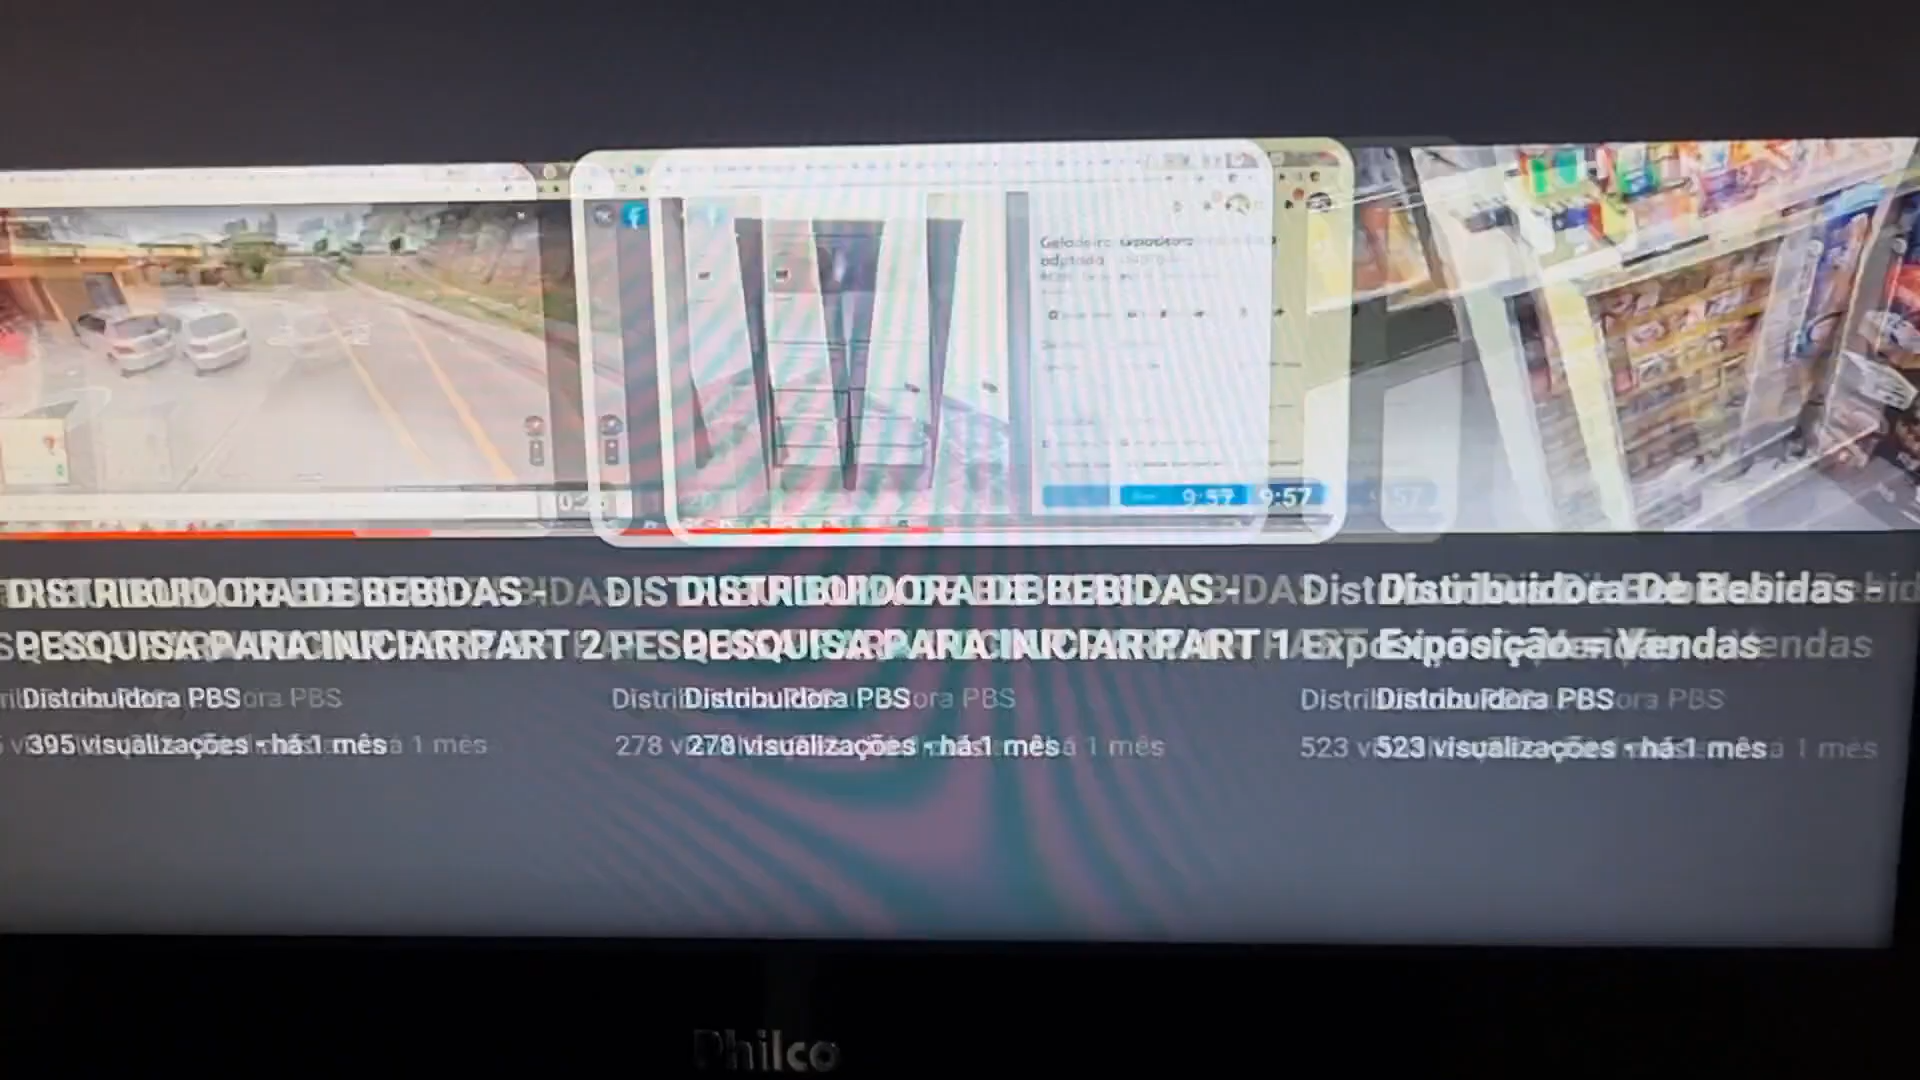 Geladeira
adptada
9:57
DISTRIBUIDORA DE BEBIDAS -
PESQUISA PARA INICIAR PART 2
Distribuidora PBS
395 visualizações • há 1 mês
DISTRIBUIDORA DE BEBIDAS -
PESQUISA PARA INICIAR PART 1
Distribuidora PBS
278 visualizações • há 1 mês
Distribuidora De Bebidas -
Exposição = Vendas
Distribuidora PBS
523 visualizações • há 1 mês
Philco